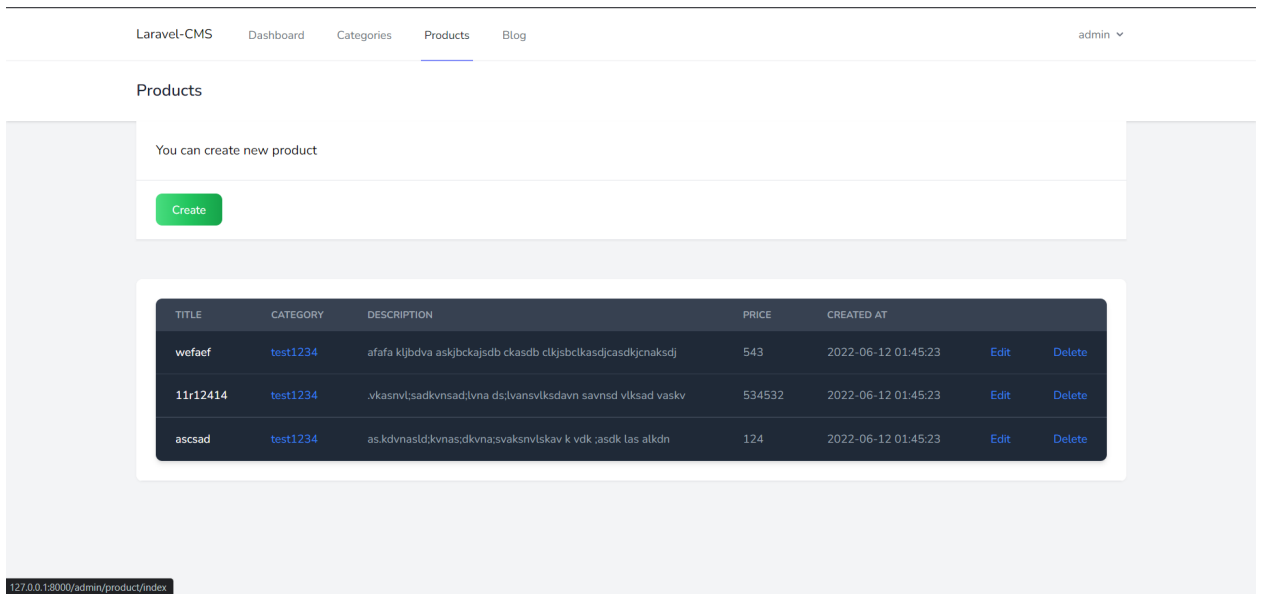 Laravel-CMS Dashboard Categories Products Blog admin
Products
You can create new product
Create
TITLE CATEGORY DESCRIPTION PRICE CREATED AT
wefaef test1234 afafa kljbdva askjbckajsdb ckasdb clkjsbclkasdjcasdkjcnaksdj 543 2022-06-12 01:45:23 Edit Delete
11r12414 test1234 .vkasnvl;sadkvnsad;lvna ds;lvansvlksdavn savnsd vlksad vaskv 534532 2022-06-12 01:45:23 Edit Delete
ascsad test1234 as.kdvnasld;kvnas;dkvna;svaksnvlskav k vdk ;asdk las alkdn 124 2022-06-12 01:45:23 Edit Delete
127.0.0.1:8000/admin/product/index